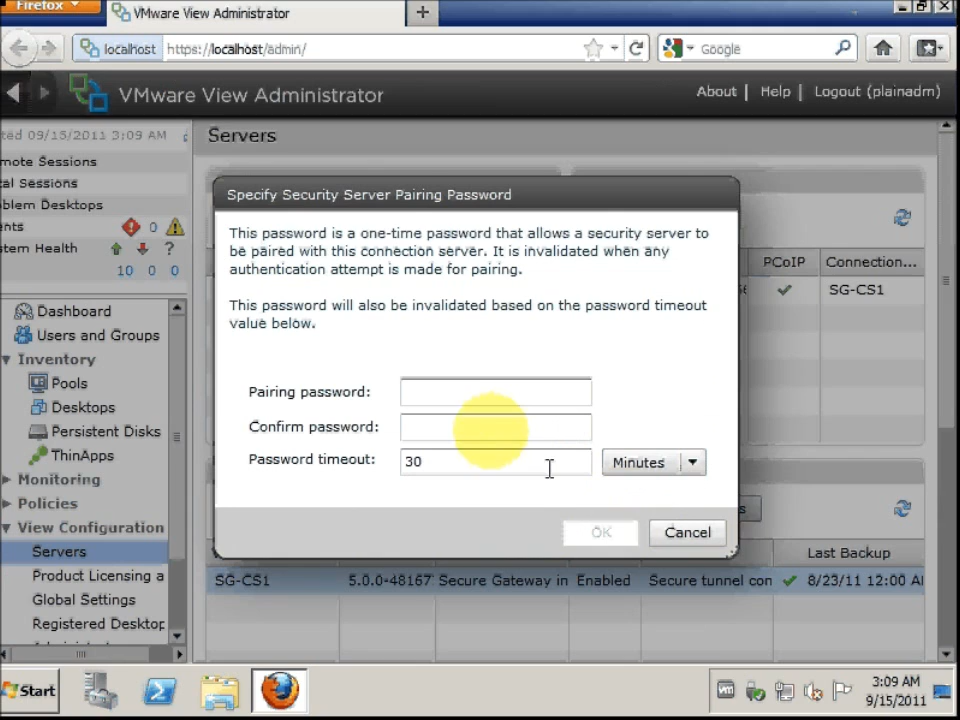 Firefox
VMware View Administrator
localhost https://localhost/admin/
Google
VMware View Administrator
About | Help | Logout (plainadm)
ted 09/15/2011 3:09 AM
Servers
mote Sessions
al Sessions
blem Desktops
nts 0
stem Health ?
10 0 0
Specify Security Server Pairing Password
This password is a one-time password that allows a security server to
be paired with this connection server. It is invalidated when any
authentication attempt is made for pairing.
This password will also be invalidated based on the password timeout
value below.
Pairing password:
Confirm password:
Password timeout: 30 Minutes
OK Cancel
PCoIP Connection...
SG-CS1
Dashboard
Users and Groups
Inventory
Pools
Desktops
Persistent Disks
ThinApps
Monitoring
Policies
View Configuration
Servers
Product Licensing a
Global Settings
Registered Desktop
s
Last Backup
SG-CS1 5.0.0-48167 Secure Gateway in Enabled Secure tunnel con 8/23/11 12:00 A
Start
3:09 AM
9/15/2011